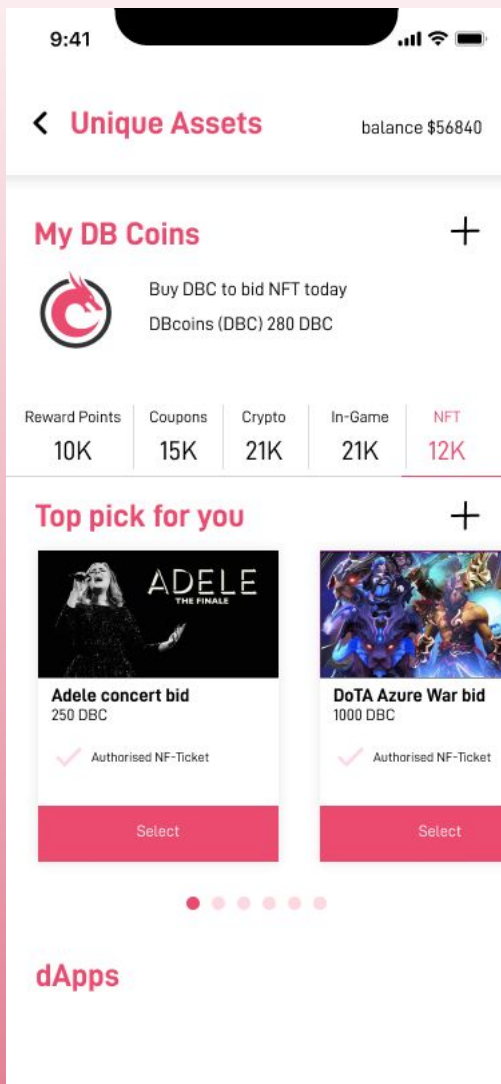 9:41
Unique Assets
balance $56840
My DB Coins
Buy DBC to bid NFT today
DBcoins (DBC) 280 DBC
Reward Points Coupons Crypto In-Game NFT
10K 15K 21K 21K 12K
Top pick for you
ADELE
THE FINALE
Adele concert bid
250 DBC
Authorised NF-Ticket
Select
DoTA Azure War bid
1000 DBC
Authorised NF-Ticket
Select
dApps